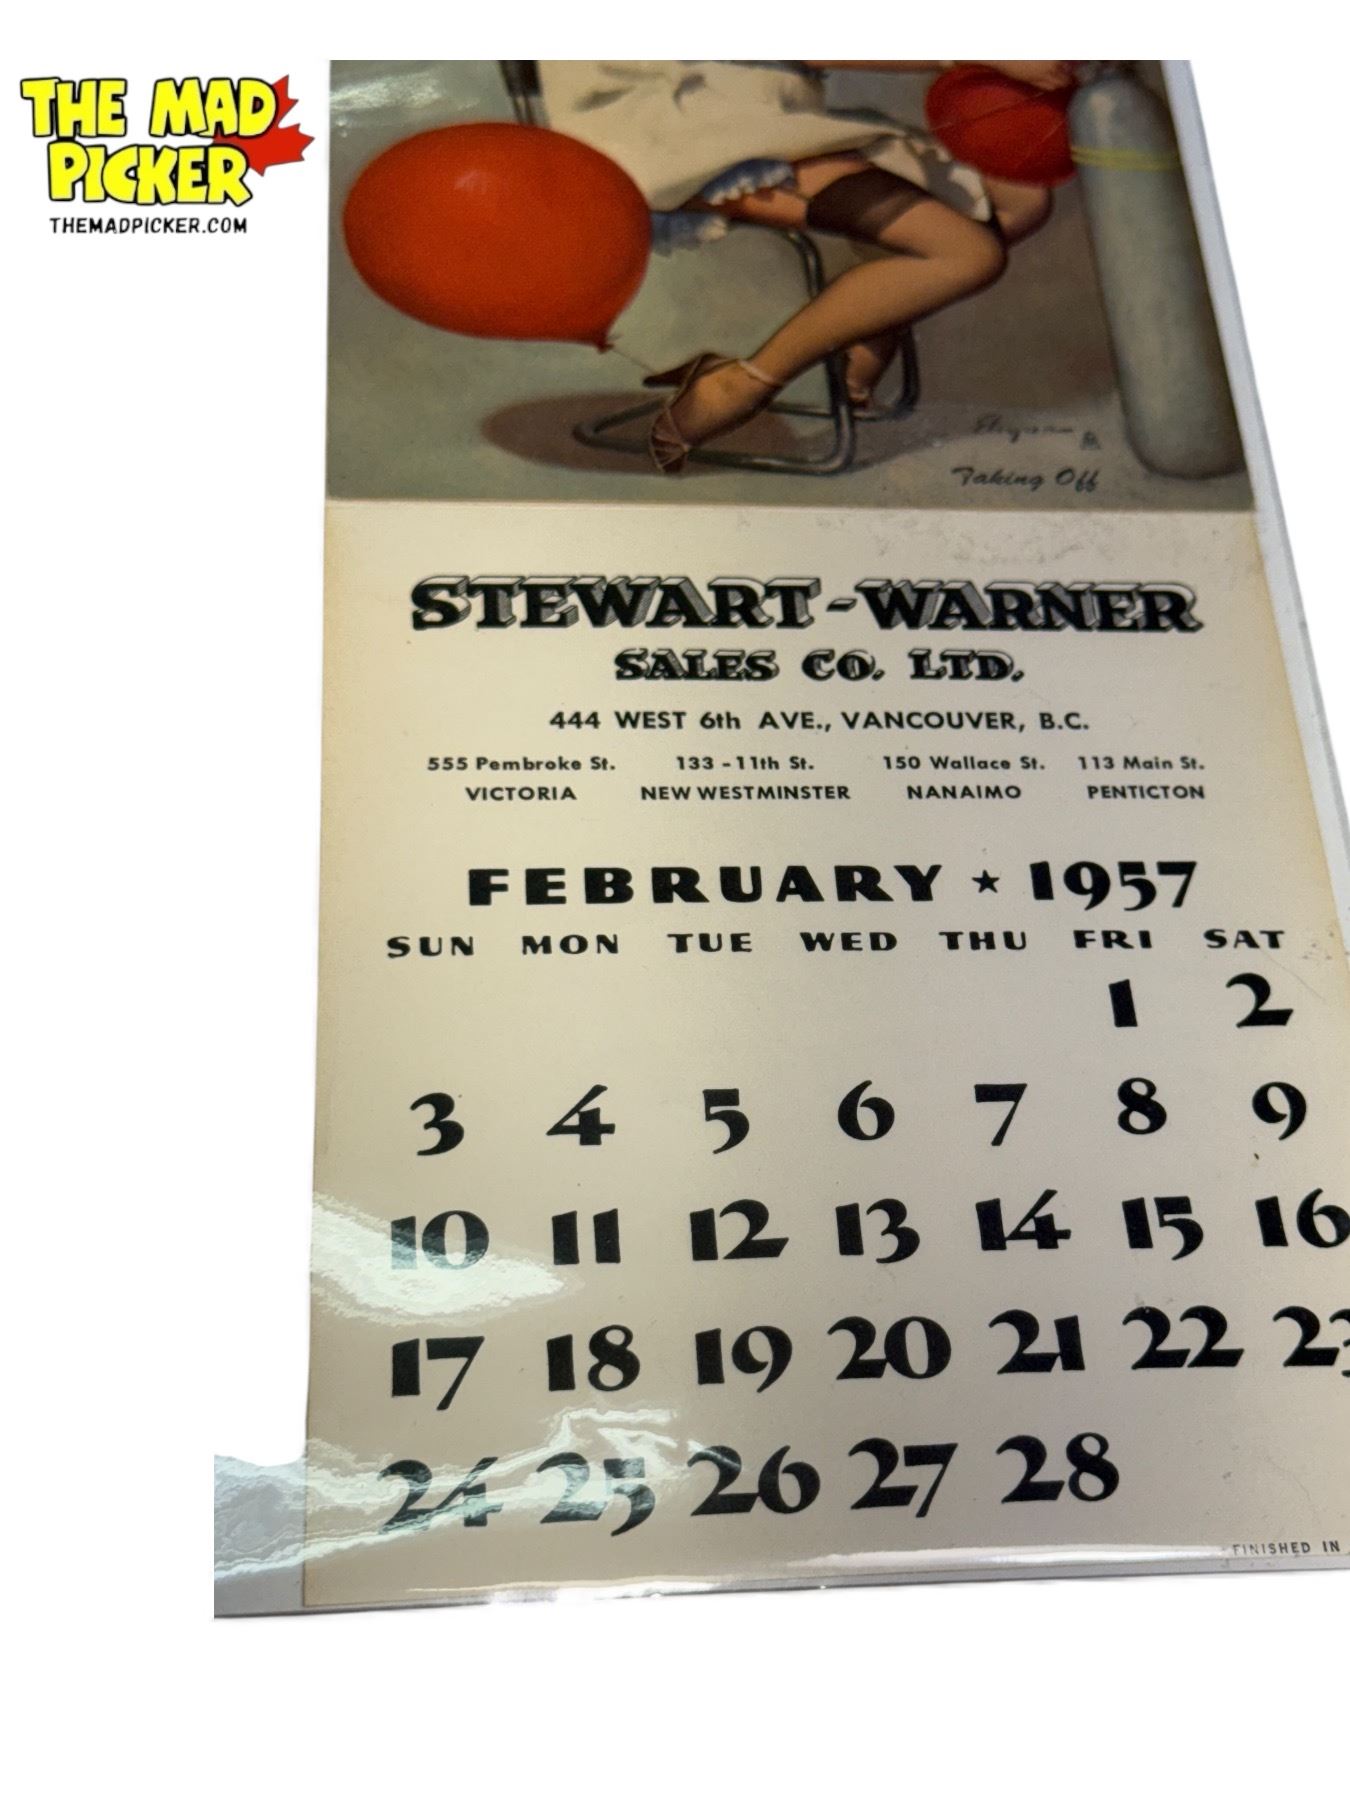 THE MAD
PICKER
THEMADPICKER.COM
Elvgren
Taking Off
STEWART-WARNER
SALES CO. LTD.
444 WEST 6th AVE., VANCOUVER, B.C.
555 Pembroke St. 133 - 11th St. 150 Wallace St. 113 Main St.
VICTORIA NEW WESTMINSTER NANAIMO PENTICTON
FEBRUARY ★ 1957
SUN MON TUE WED THU FRI SAT
1 2
3 4 5 6 7 8 9
10 11 12 13 14 15 16
17 18 19 20 21 22 23
24 25 26 27 28
FINISHED IN